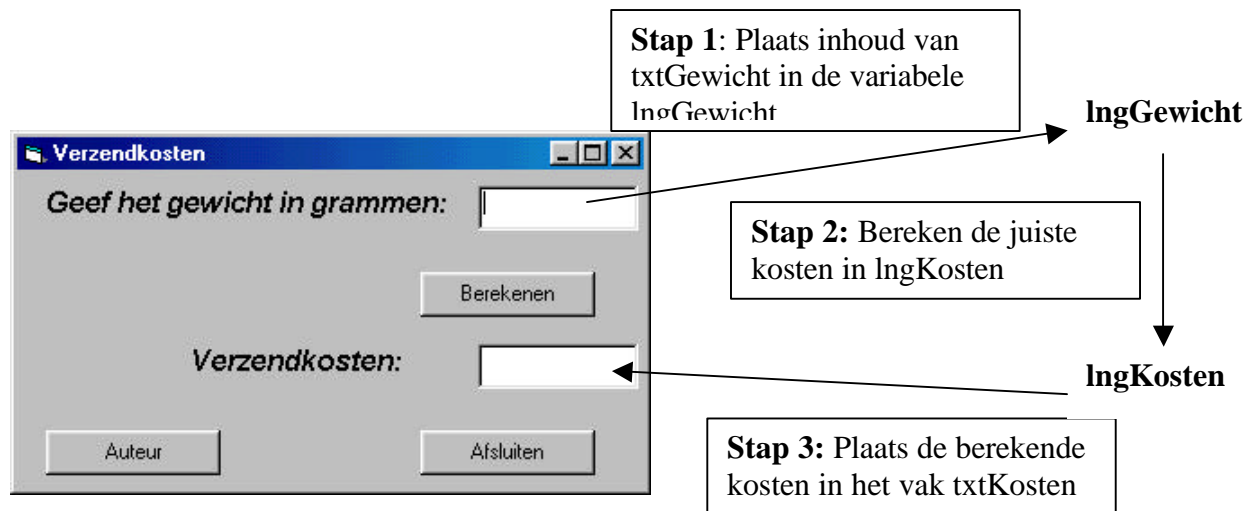 Stap 1: Plaats inhoud van
txtGewicht in de variabele
lngGewicht
lngGewicht
Verzendkosten
Geef het gewicht in grammen:
Stap 2: Bereken de juiste
kosten in lngKosten
Berekenen
Verzendkosten:
lngKosten
Auteur
Afsluiten
Stap 3: Plaats de berekende
kosten in het vak txtKosten